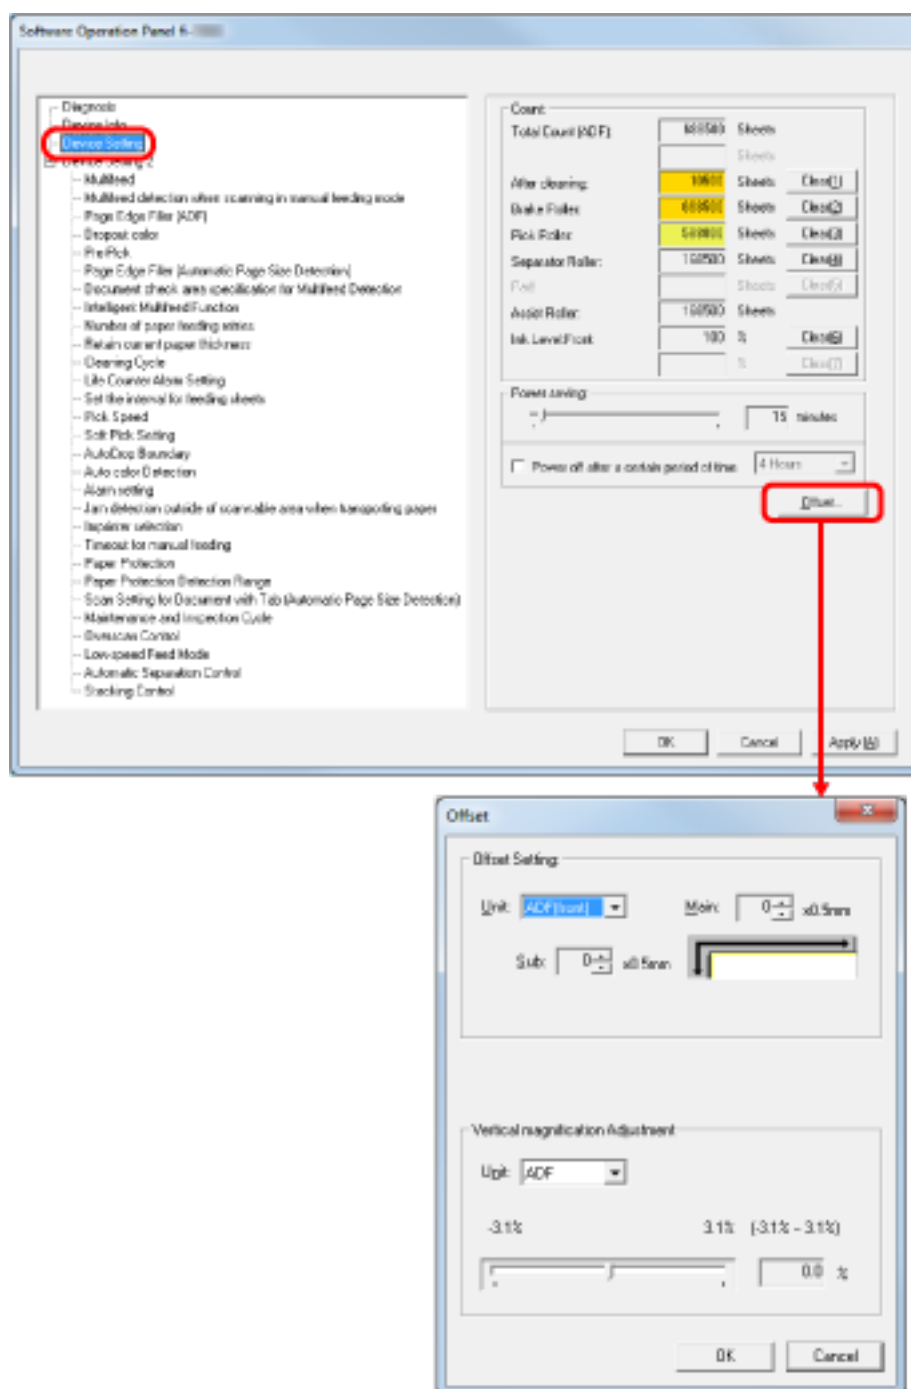 Software Operation Panel fi-
Diagnosis
Device Info
Device Setting
Device Setting 2
Multifeed
Multifeed detection when scanning in manual feeding mode
Page Edge Filler (ADF)
Dropout color
Pre-Pick
Page Edge Filler (Automatic Page Size Detection)
Document check area specification for Multifeed Detection
Intelligent Multifeed Function
Number of paper feeding retries
Retain current paper thickness
Cleaning Cycle
Life Counter Alarm Setting
Set the interval for feeding sheets
Pick Speed
Soft Pick Setting
AutoCrop Boundary
Auto color Detection
Alarm setting
Jam detection outside of scannable area when transporting paper
Imprinter selection
Timeout for manual feeding
Paper Protection
Paper Protection Detection Range
Scan Setting for Document with Tab (Automatic Page Size Detection)
Maintenance and Inspection Cycle
Overscan Control
Low-speed Feed Mode
Automatic Separation Control
Stacking Control
Count:
Total Count (ADF): Sheets
Sheets
After cleaning: Sheets Clear(1)
Brake Roller: Sheets Clear(2)
Pick Roller: Sheets Clear(3)
Separator Roller: Sheets Clear(4)
Pad: Sheets Clear(5)
Assist Roller: Sheets
Ink Level:Front: 100 % Clear(6)
% Clear(7)
Power saving:
15 minutes
Power off after a certain period of time 4 Hours
Offset...
OK Cancel Apply (A)
Offset
Offset Setting:
Unit: ADF(front) Main: 0 x0.5mm
Sub: 0 x0.5mm
Vertical magnification Adjustment
Unit: ADF
-3.1% 3.1% (-3.1% ~ 3.1%)
0.0 %
OK Cancel